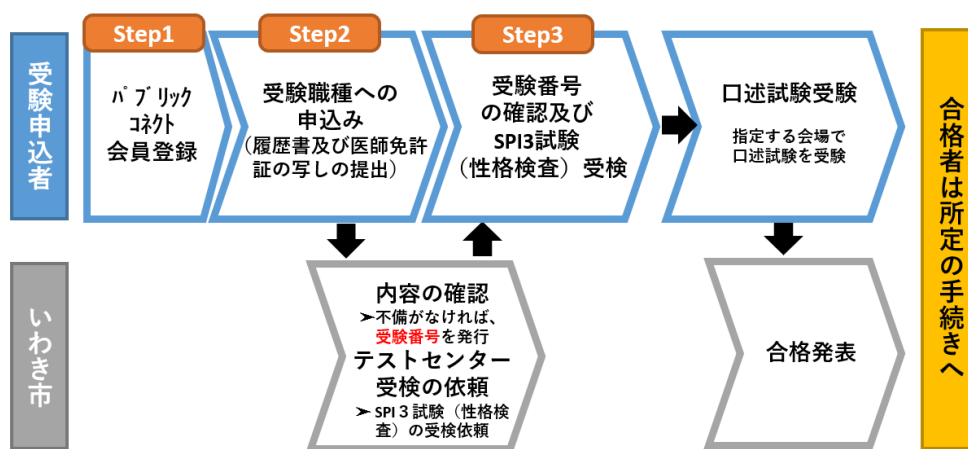 受験申込者
Step1
ﾊﾟﾌﾞﾘｯｸ
ｺﾈｸﾄ
会員登録
Step2
受験職種への
申込み
（履歴書及び医師免許
証の写しの提出）
Step3
受験番号
の確認及び
SPI3試験
（性格検査）受検
口述試験受験
指定する会場で
口述試験を受験
いわき市
内容の確認
➤不備がなければ、
受験番号を発行
テストセンター
受検の依頼
➤ SPI３試験（性格検
査）の受検依頼
合格発表
合格者は所定の手続きへ